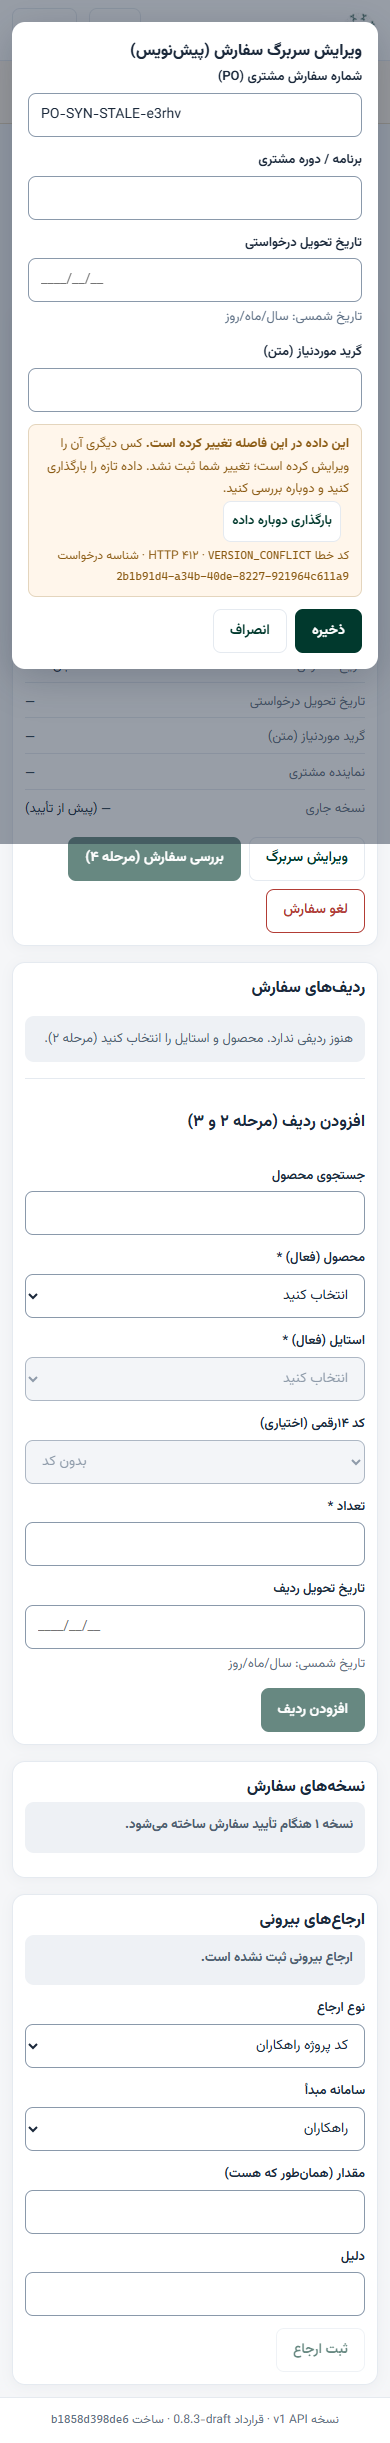 ویرایش سربرگ سفارش (پیش‌نویس)
شماره سفارش مشتری (PO)
PO-SYN-STALE-e3rhv
برنامه / دوره مشتری
تاریخ تحویل درخواستی
____/__/__
تاریخ شمسی: سال/ماه/روز
گرید موردنیاز (متن)
این داده در این فاصله تغییر کرده است. کس دیگری آن را
ویرایش کرده است؛ تغییر شما ثبت نشد. داده تازه را بارگذاری
کنید و دوباره بررسی کنید.
بارگذاری دوباره داده
کد خطا VERSION_CONFLICT · HTTP ۴۱۲ · شناسه درخواست
2b1b91d4-a34b-40de-8227-921964c611a9
ذخیره
انصراف
تاریخ تحویل درخواستی
—
گرید موردنیاز (متن)
—
نماینده مشتری
—
نسخه جاری
— (پیش از تأیید)
ویرایش سربرگ
بررسی سفارش (مرحله ۴)
لغو سفارش
ردیف‌های سفارش
هنوز ردیفی ندارد. محصول و استایل را انتخاب کنید (مرحله ۲).
افزودن ردیف (مرحله ۲ و ۳)
جستجوی محصول
محصول (فعال) *
انتخاب کنید
استایل (فعال) *
انتخاب کنید
کد ۱۴رقمی (اختیاری)
بدون کد
تعداد *
تاریخ تحویل ردیف
____/__/__
تاریخ شمسی: سال/ماه/روز
افزودن ردیف
نسخه‌های سفارش
نسخه ۱ هنگام تأیید سفارش ساخته می‌شود.
ارجاع‌های بیرونی
ارجاع بیرونی ثبت نشده است.
نوع ارجاع
کد پروژه راهکاران
سامانه مبدأ
راهکاران
مقدار (همان‌طور که هست)
دلیل
ثبت ارجاع
نسخه v1 API · قرارداد 0.8.3-draft · ساخت b1858d398de6